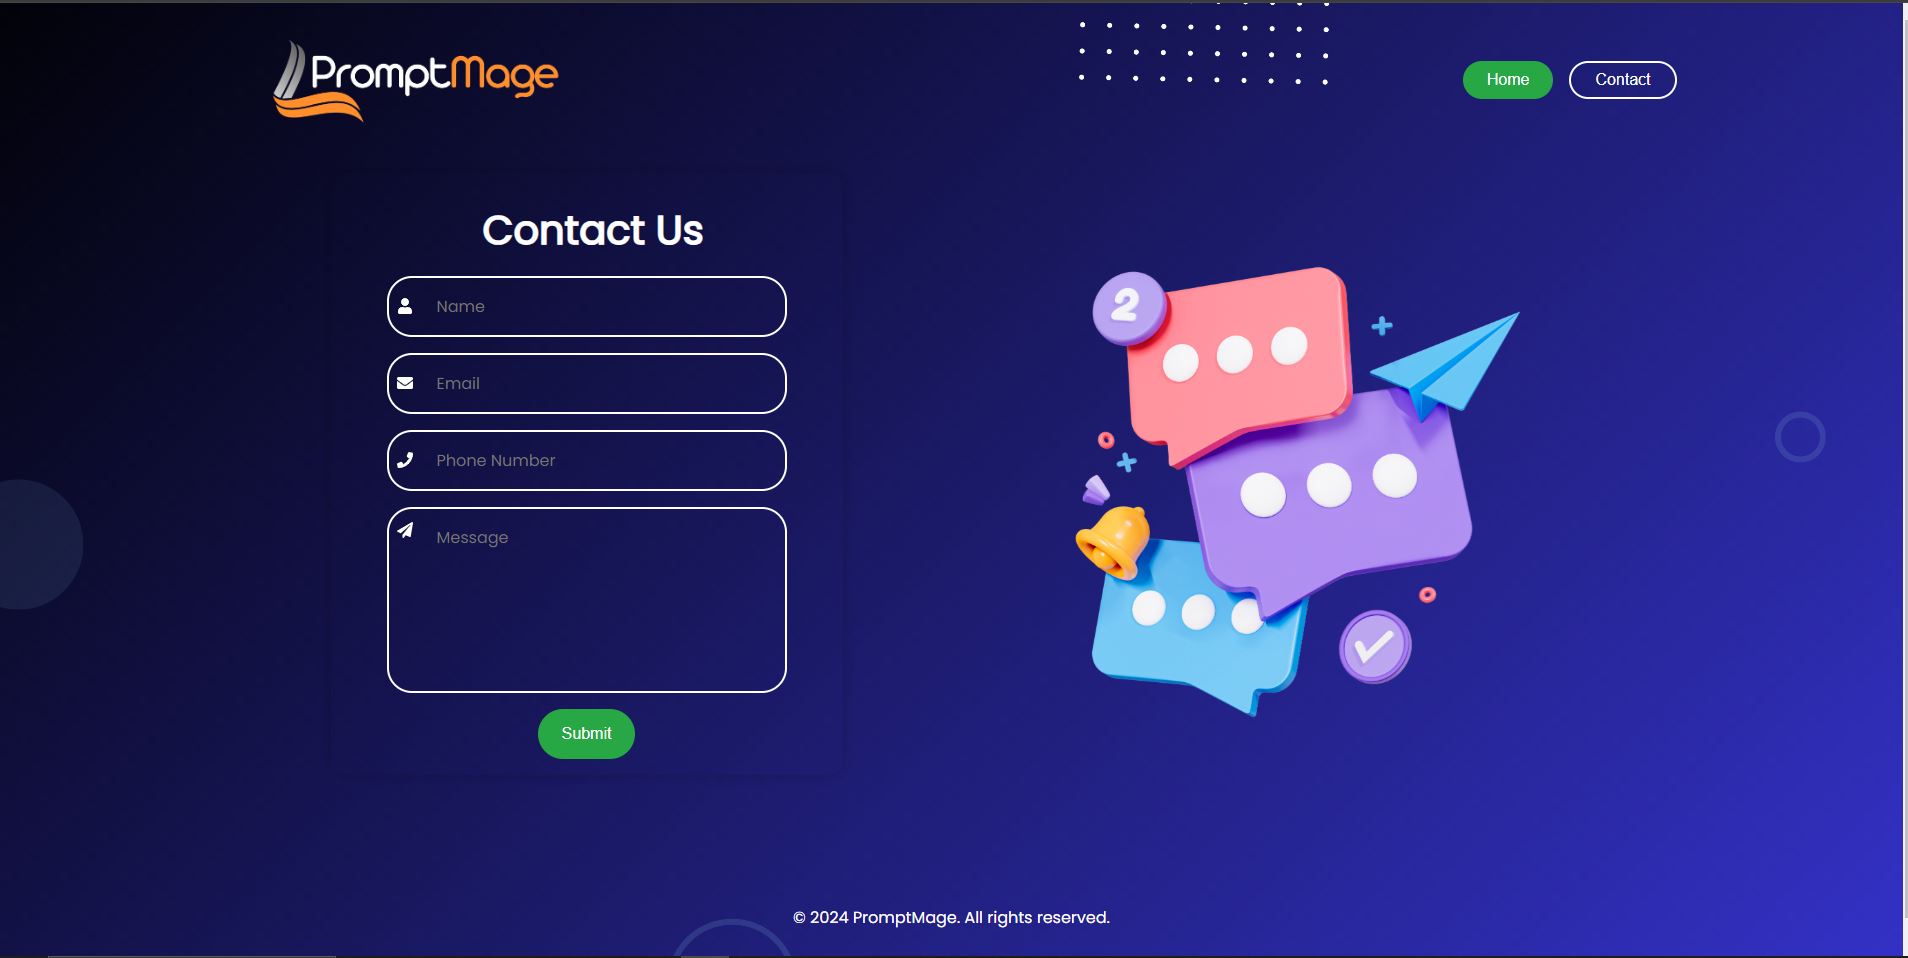 PromptMage
Home
Contact
Contact Us
Name
Email
Phone Number
Message
Submit
2
© 2024 PromptMage. All rights reserved.